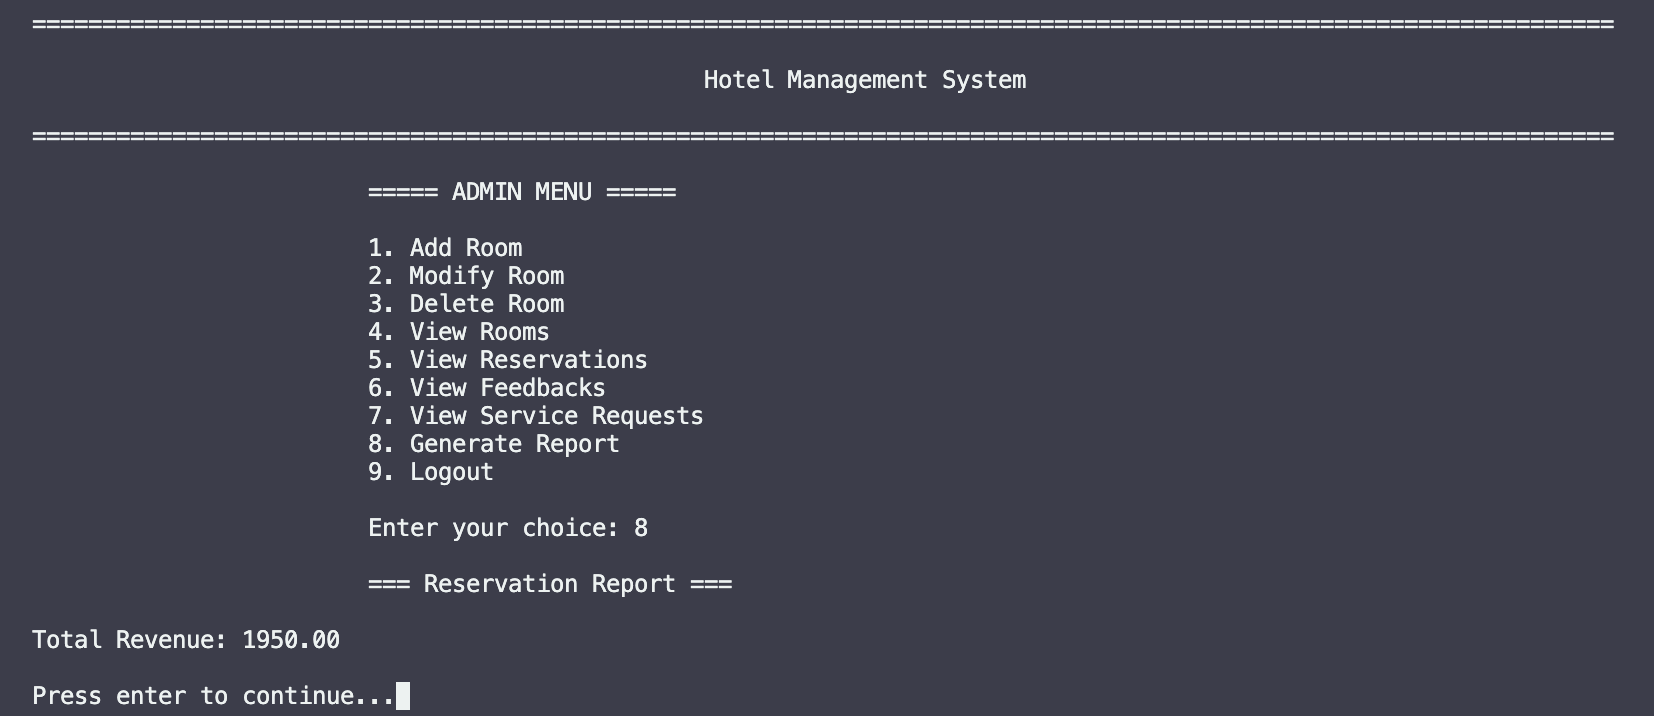 =================================================================================================================
Hotel Management System
=================================================================================================================
===== ADMIN MENU =====
1. Add Room
2. Modify Room
3. Delete Room
4. View Rooms
5. View Reservations
6. View Feedbacks
7. View Service Requests
8. Generate Report
9. Logout
Enter your choice: 8
=== Reservation Report ===
Total Revenue: 1950.00
Press enter to continue...